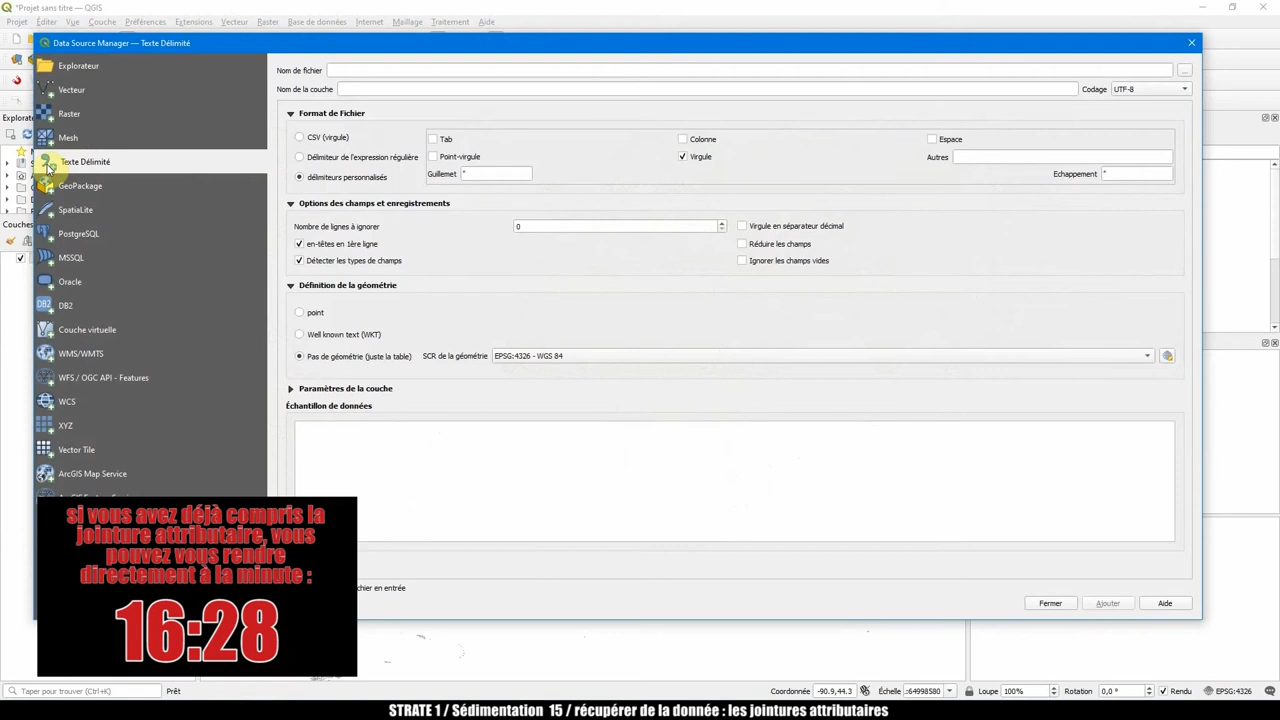 *Projet sans titre — QGIS
Projet Éditer Vue Couche Préférences Extensions Vecteur Raster Base de données Internet Maillage Traitement Aide
Data Source Manager — Texte Délimité
Explorateur
Vecteur
Raster
Mesh
Texte Délimité
GeoPackage
SpatiaLite
PostgreSQL
MSSQL
Oracle
DB2 DB2
Couche virtuelle
WMS/WMTS
WFS / OGC API - Features
WCS
XYZ
Vector Tile
ArcGIS Map Service
Explorate
Couches
Nom de fichier
...
Nom de la couche
Codage UTF-8
Format de Fichier
CSV (virgule)
Délimiteur de l'expression régulière
délimiteurs personnalisés
Tab Colonne Espace
Point-virgule Virgule Autres
Guillemet " Echappement "
Options des champs et enregistrements
Nombre de lignes à ignorer 0 Virgule en séparateur décimal
en-têtes en 1ère ligne Réduire les champs
Détecter les types de champs Ignorer les champs vides
Définition de la géométrie
point
Well known text (WKT)
Pas de géométrie (juste la table) SCR de la géométrie EPSG:4326 - WGS 84
Paramètres de la couche
Échantillon de données
chier en entrée
Fermer Ajouter Aide
si vous avez déjà compris la
jointure attributaire, vous
pouvez vous rendre
directement à la minute :
16:28
Taper pour trouver (Ctrl+K) Prêt Coordonnée -90.9,44.3 Échelle :64998580 Loupe 100% Rotation 0,0 ° Rendu EPSG:4326
STRATE 1 / Sédimentation 15 / récupérer de la donnée : les jointures attributaires